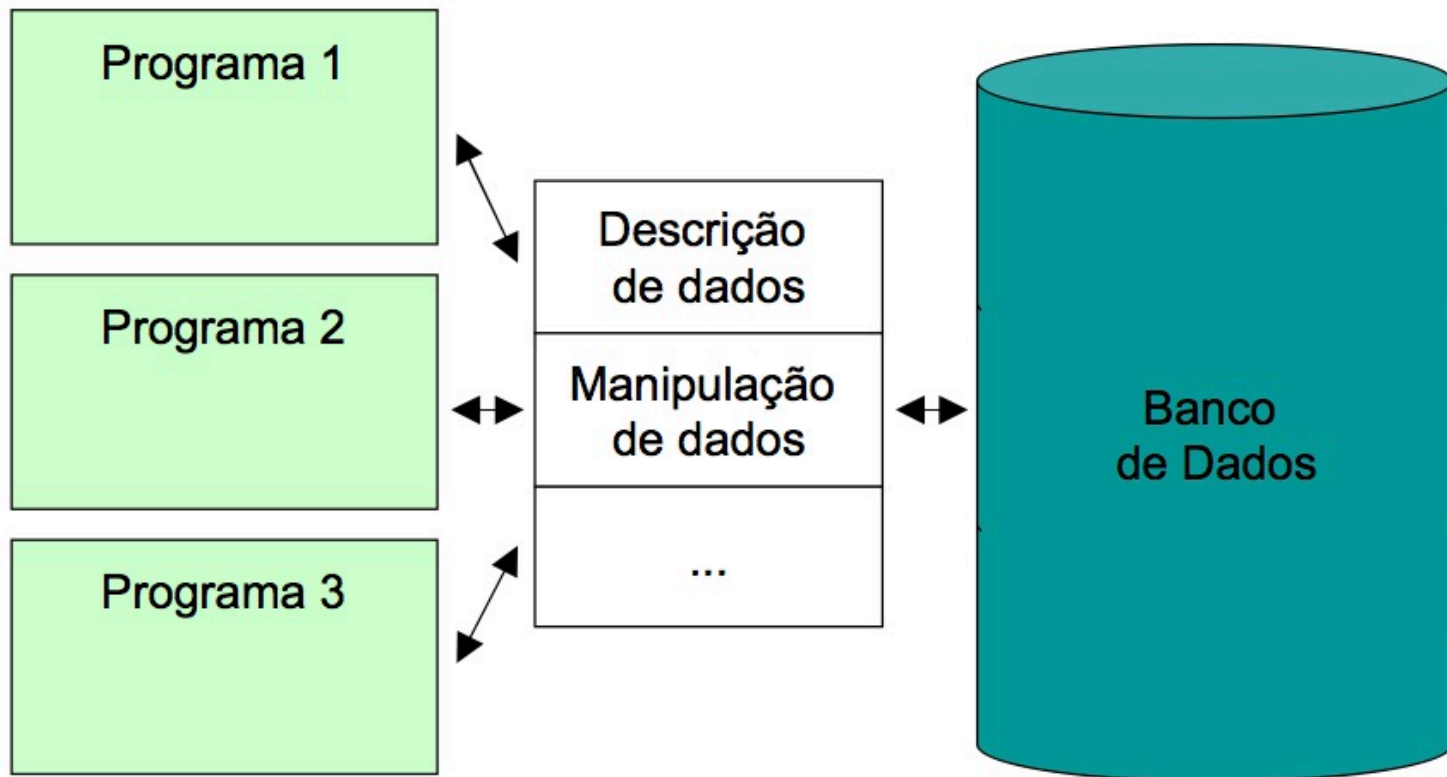 Programa 1
Programa 2
Programa 3
Descrição
de dados
Manipulação
de dados
...
Banco
de Dados